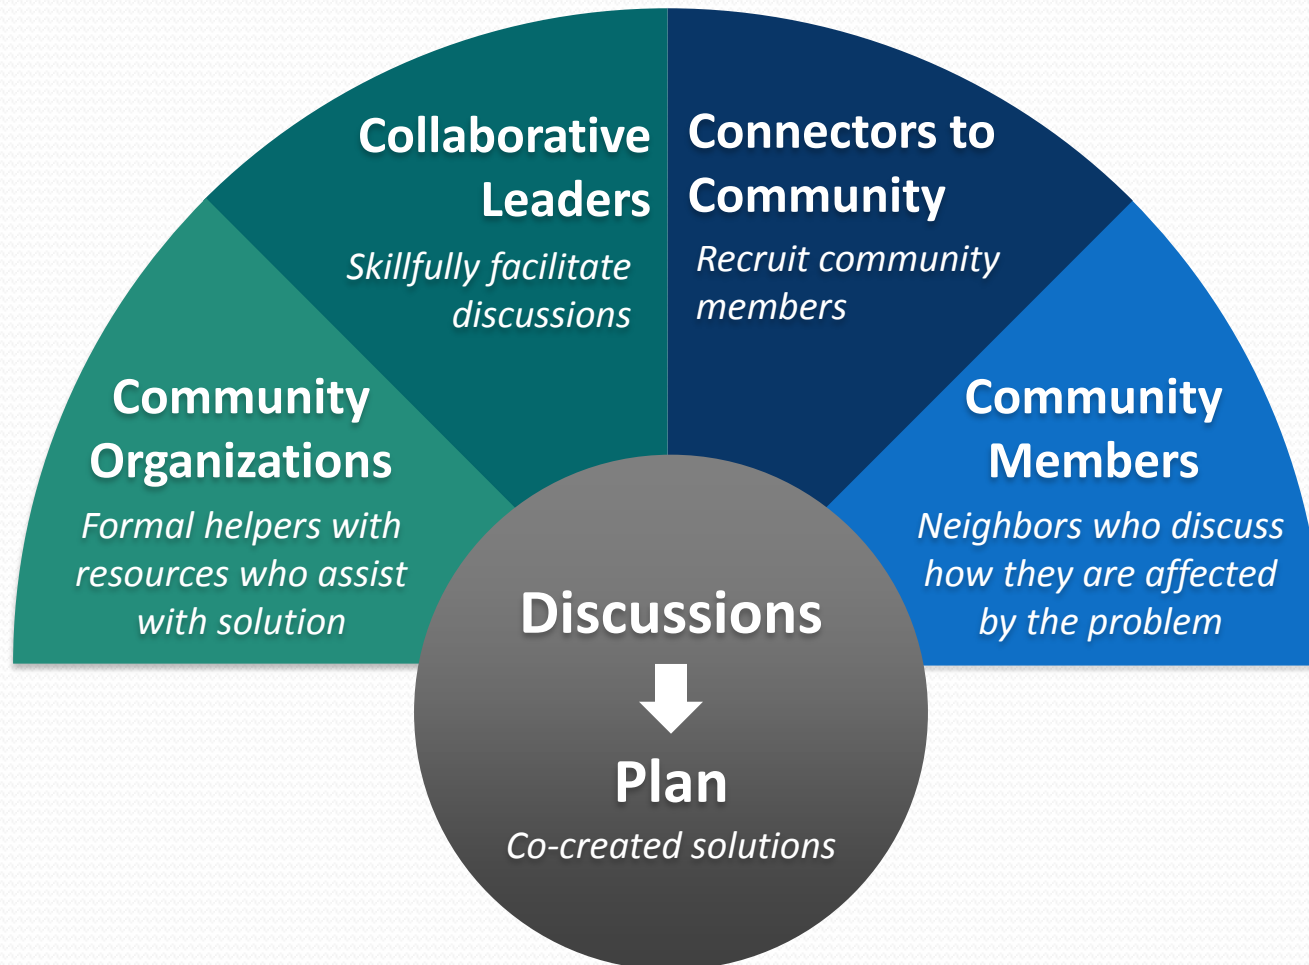 Collaborative
Leaders
Skillfully facilitate
discussions
Connectors to
Community
Recruit community
members
Community
Organizations
Formal helpers with
resources who assist
with solution
Community
Members
Neighbors who discuss
how they are affected
by the problem
Discussions
Plan
Co-created solutions